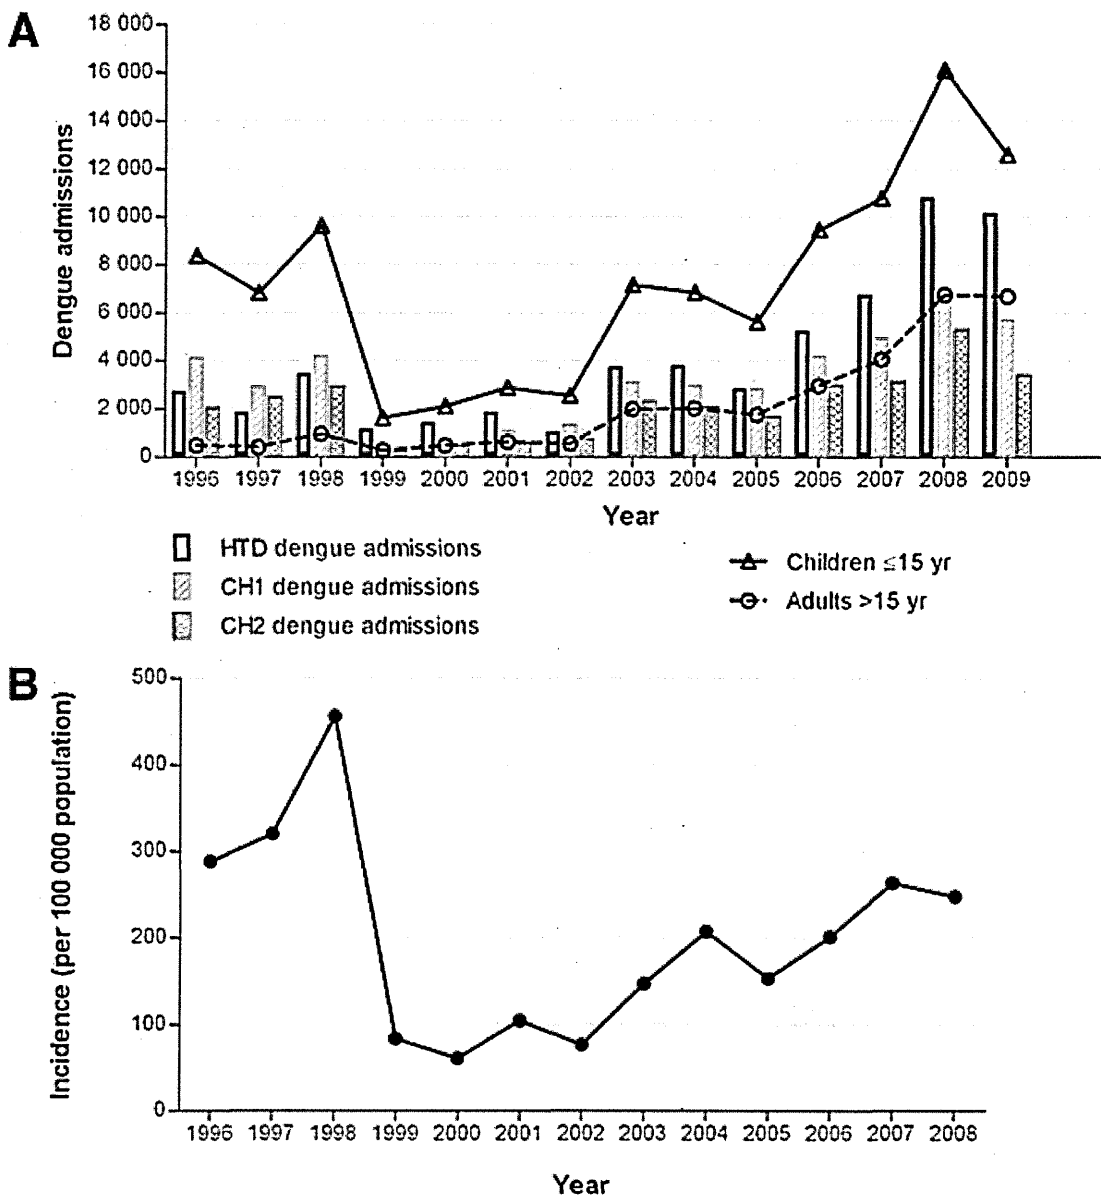 A
18 000
16 000
14 000
12 000
10 000
8 000
6 000
4 000
2 000
0
Dengue admissions
1996 1997 1998 1999 2000 2001 2002 2003 2004 2005 2006 2007 2008 2009
Year
HTD dengue admissions
CH1 dengue admissions
CH2 dengue admissions
Children ≤15 yr
Adults >15 yr
B
500
400
300
200
100
0
Incidence (per 100 000 population)
1996 1997 1998 1999 2000 2001 2002 2003 2004 2005 2006 2007 2008
Year